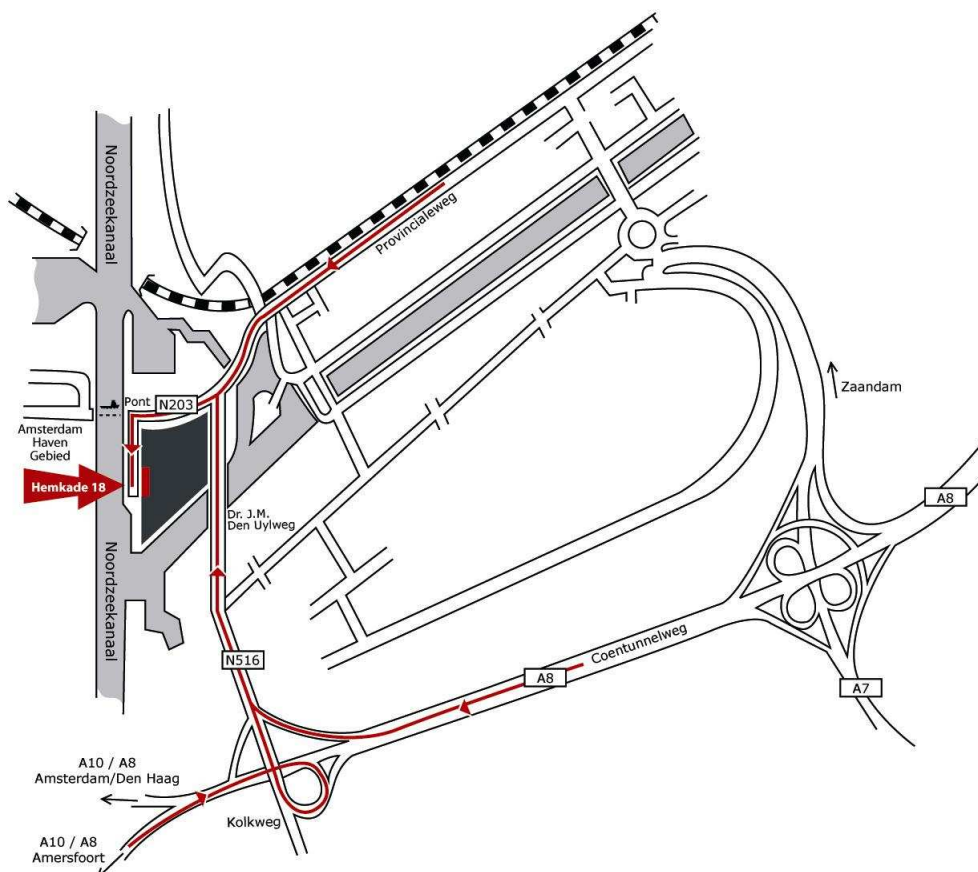 Noordzeekanaal
Provincialeweg
Zaandam
Pont
N203
Amsterdam
Haven
Gebied
Hemkade 18
A8
Dr. J.M.
Den Uylweg
Noordzeekanaal
Coentunnelweg
N516
A8
A7
A10 / A8
Amsterdam/Den Haag
Kolkweg
A10 / A8
Amersfoort